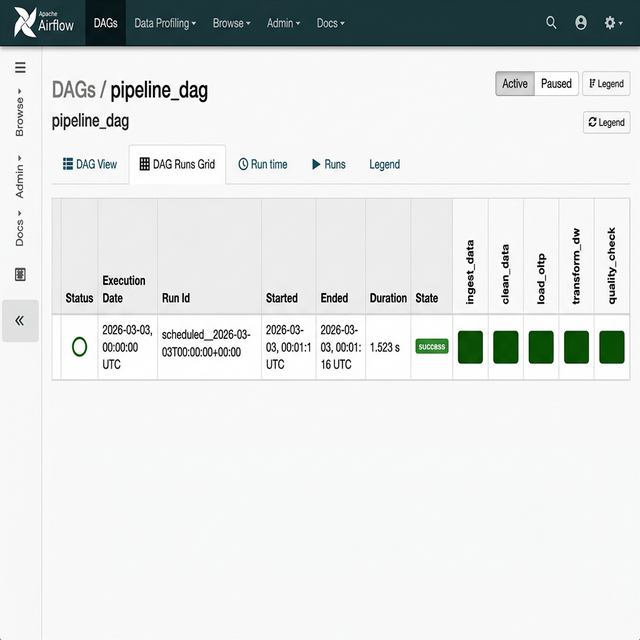 Apache
Airflow
DAGs
Data Profiling
Browse
Admin
Docs
Browse
Admin
Docs
DAGs / pipeline_dag
Active
Paused
Legend
pipeline_dag
Legend
DAG View
DAG Runs Grid
Run time
Runs
Legend
Status
Execution
Date
Run Id
Started
Ended
Duration
State
ingest_data
clean_data
load_oltp
transform_dw
quality_check
2026-03-03,
00:00:00
UTC
scheduled__2026-03-
03T00:00:00+00:00
2026-03-
03, 00:01:1
UTC
2026-03-
03, 00:01:
16 UTC
1.523 s
success